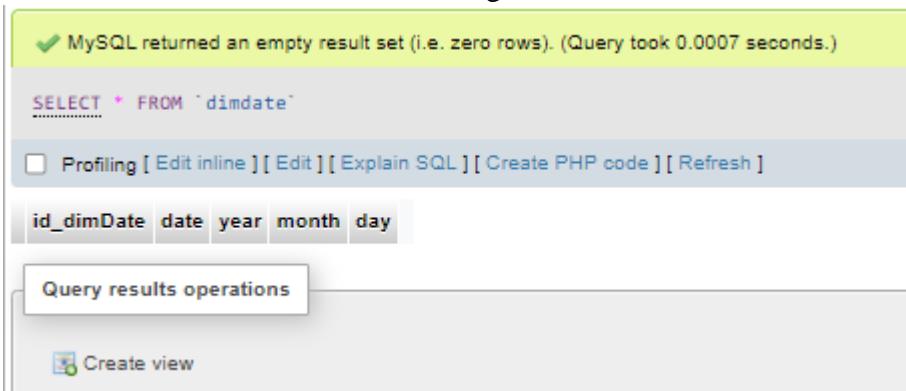 MySQL returned an empty result set (i.e. zero rows). (Query took 0.0007 seconds.)
SELECT * FROM `dimdate`
Profiling [ Edit inline ] [ Edit ] [ Explain SQL ] [ Create PHP code ] [ Refresh ]
id_dimDate date year month day
Query results operations
Create view